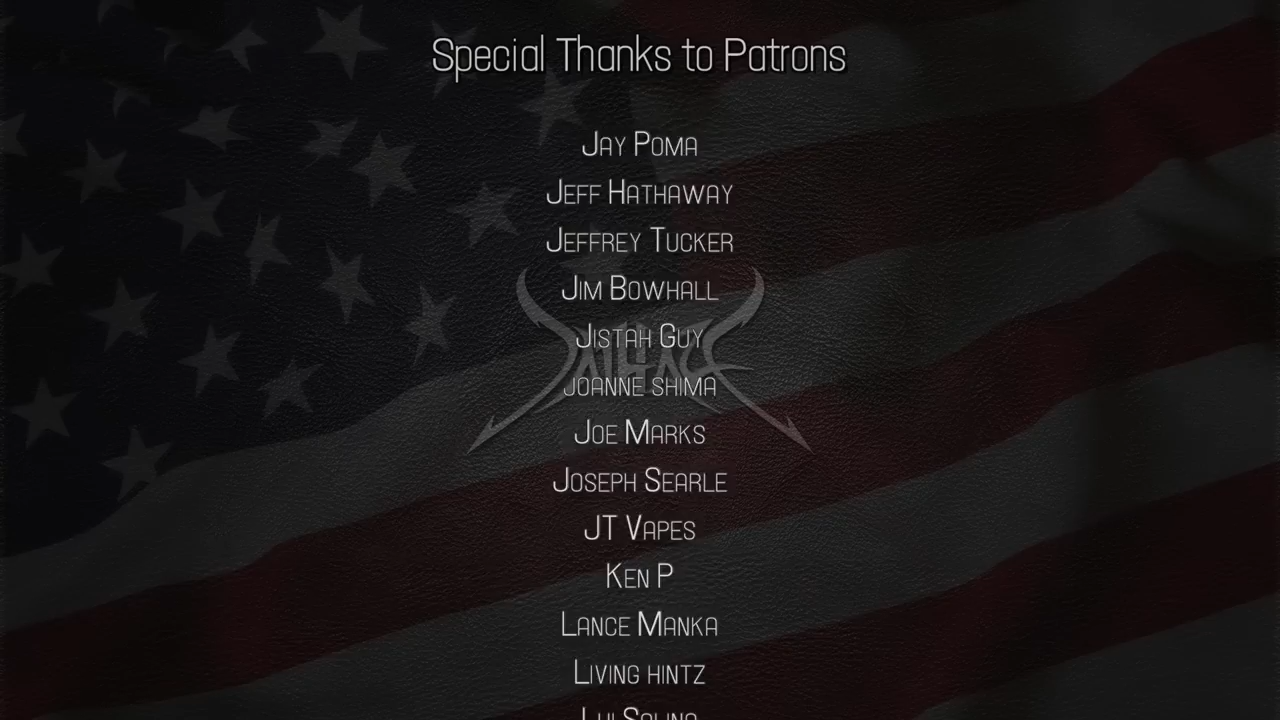 Special Thanks to Patrons
Jay Poma
Jeff Hathaway
Jeffrey Tucker
Jim Bowhall
Jistah Guy
joanne shima
Joe Marks
Joseph Searle
JT Vapes
Ken P
Lance Manka
Living hintz